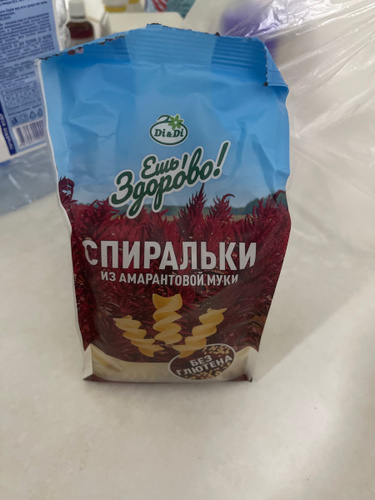 Di&Di
Ешь!
Здорово!
СПИРАЛЬКИ
ИЗ АМАРАНТОВОЙ МУКИ
БЕЗ
ГЛЮТЕНА